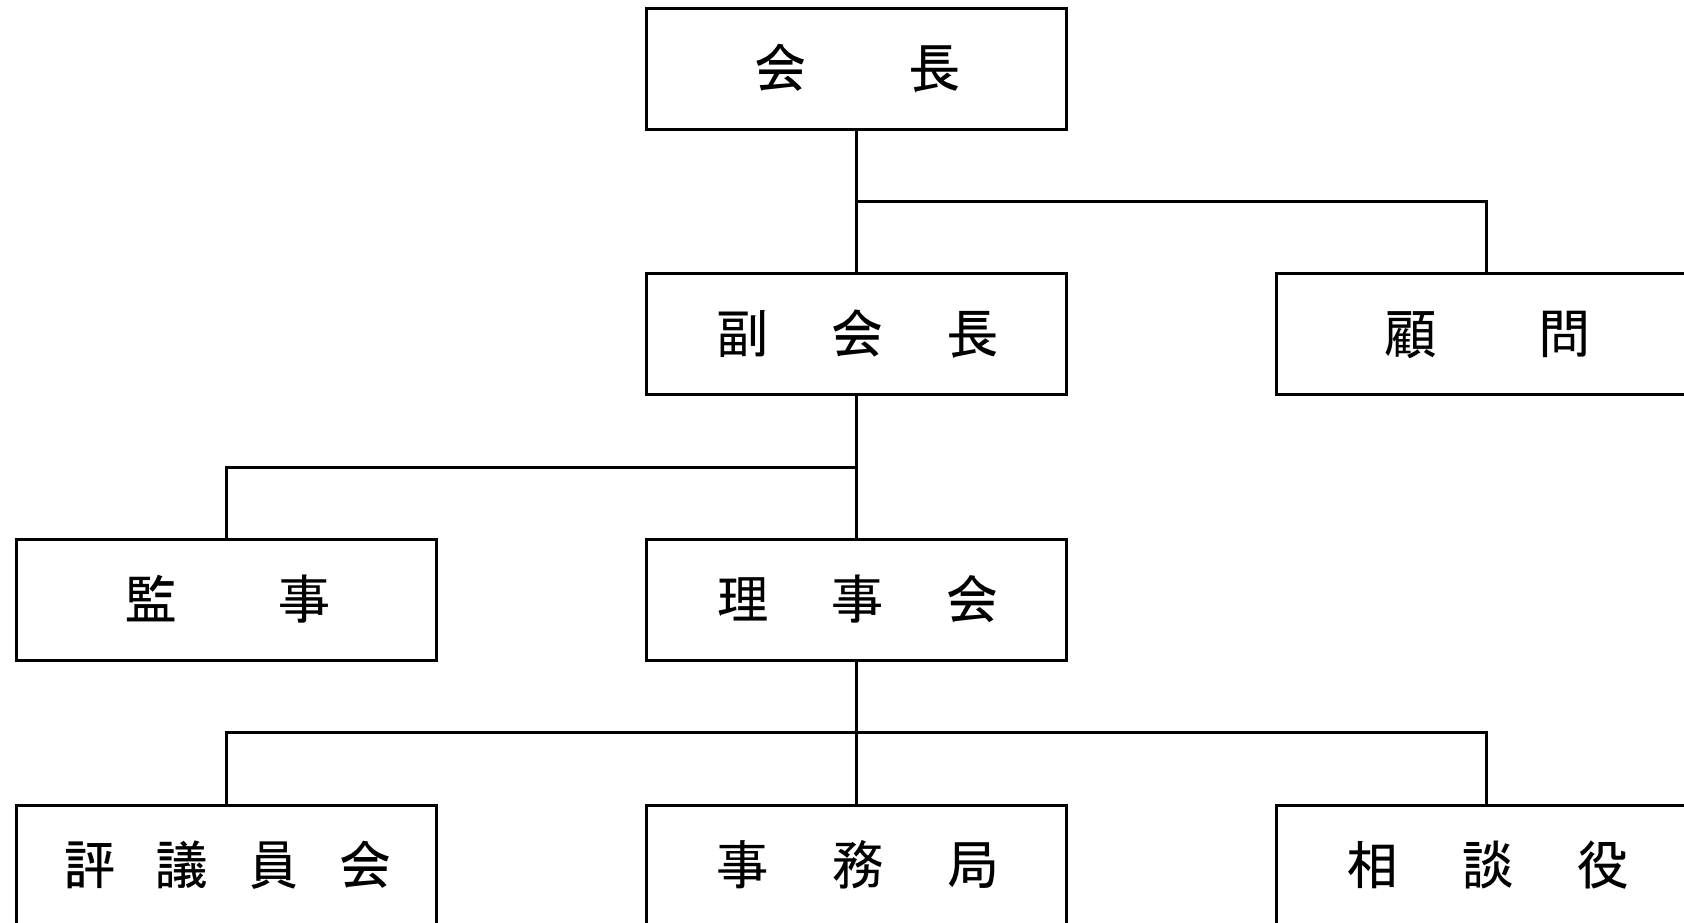 会長
副会長
顧問
監事
理事会
評議員会
事務局
相談役